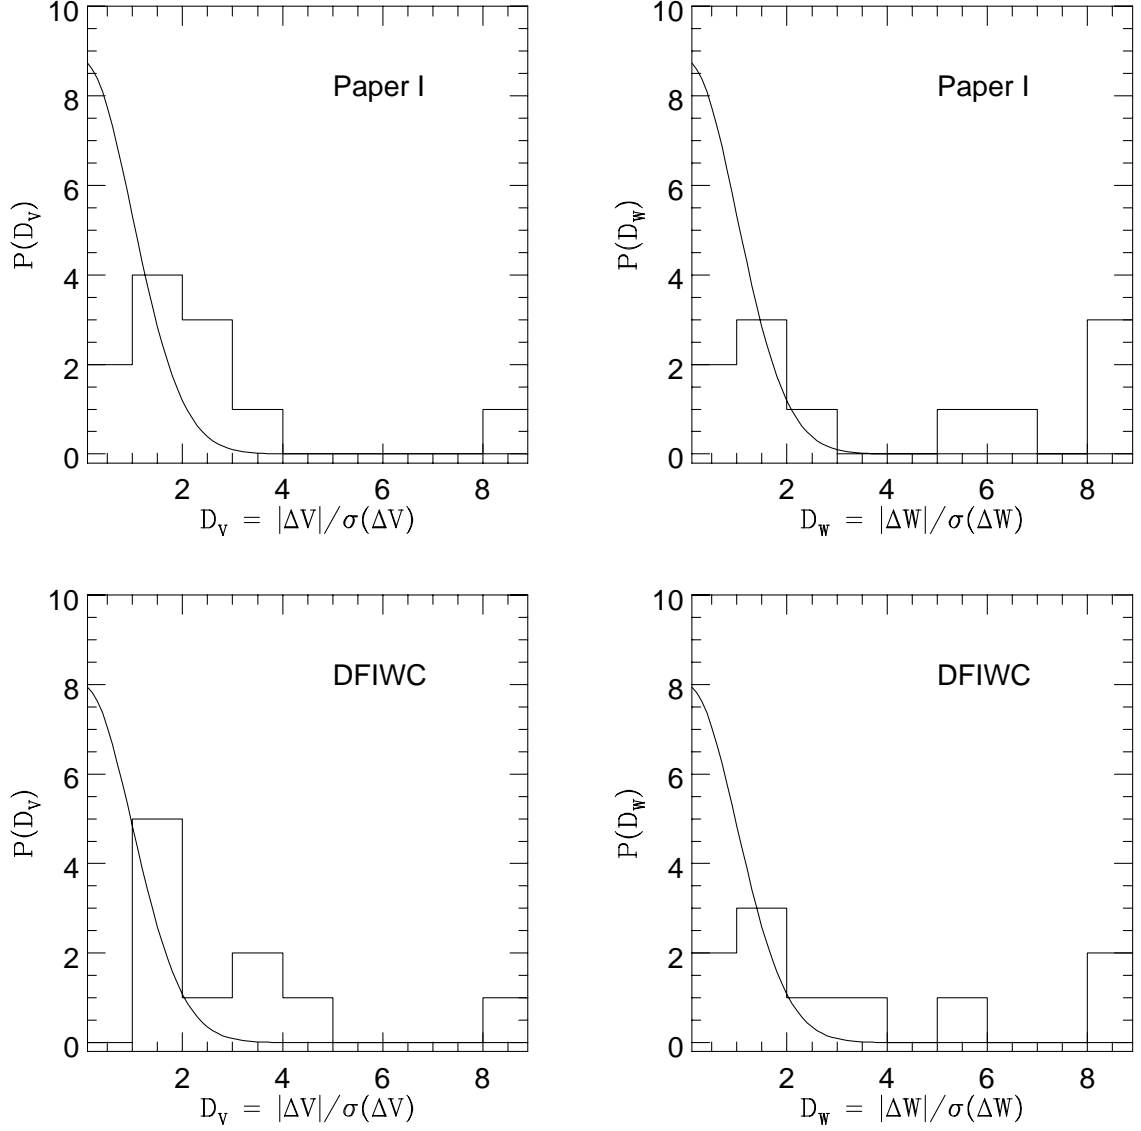 10
8
6
4
2
0
P(D_V)
Paper I
2 4 6 8
D_V = |ΔV|/σ(ΔV)
10
8
6
4
2
0
P(D_W)
Paper I
2 4 6 8
D_W = |ΔW|/σ(ΔW)
10
8
6
4
2
0
P(D_V)
DFIWC
2 4 6 8
D_V = |ΔV|/σ(ΔV)
10
8
6
4
2
0
P(D_W)
DFIWC
2 4 6 8
D_W = |ΔW|/σ(ΔW)